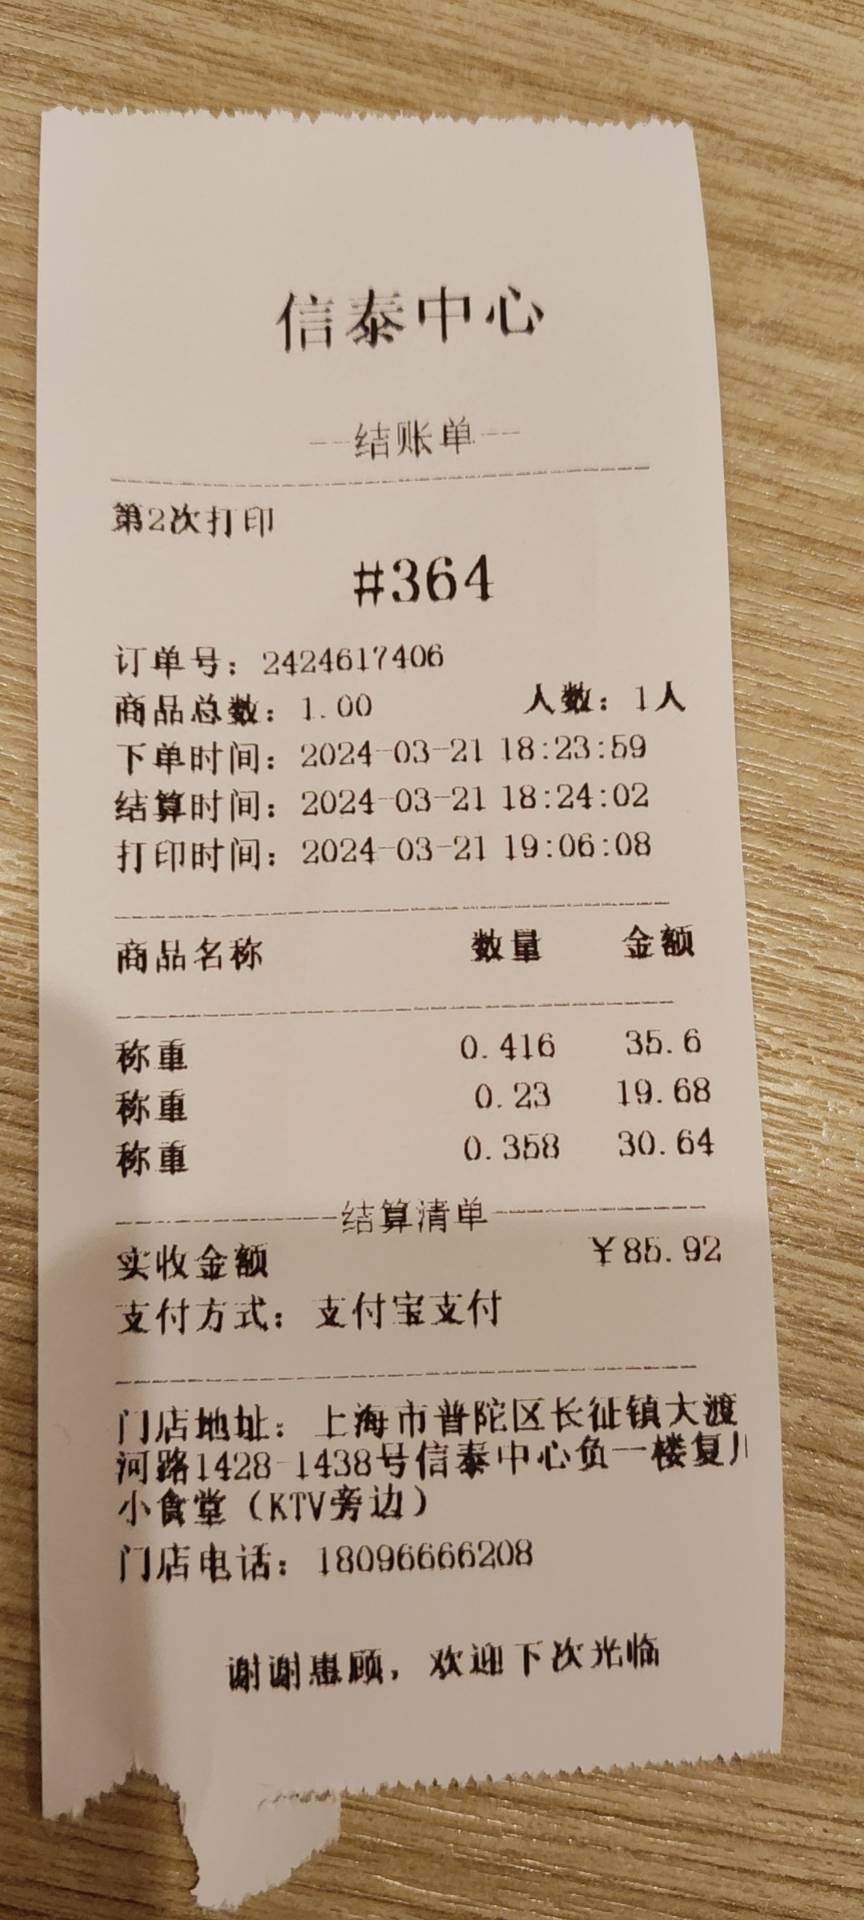 信泰中心
--结账单--
第2次打印
#364
订单号：2424617406
商品总数：1.00 人数：1人
下单时间：2024-03-21 18:23:59
结算时间：2024-03-21 18:24:02
打印时间：2024-03-21 19:06:08
商品名称 数量 金额
称重 0.416 35.6
称重 0.23 19.68
称重 0.358 30.64
结算清单
实收金额 ¥85.92
支付方式：支付宝支付
门店地址：上海市普陀区长征镇大渡
河路1428-1438号信泰中心负一楼复
小食堂（KTV旁边）
门店电话：18096666208
谢谢惠顾，欢迎下次光临